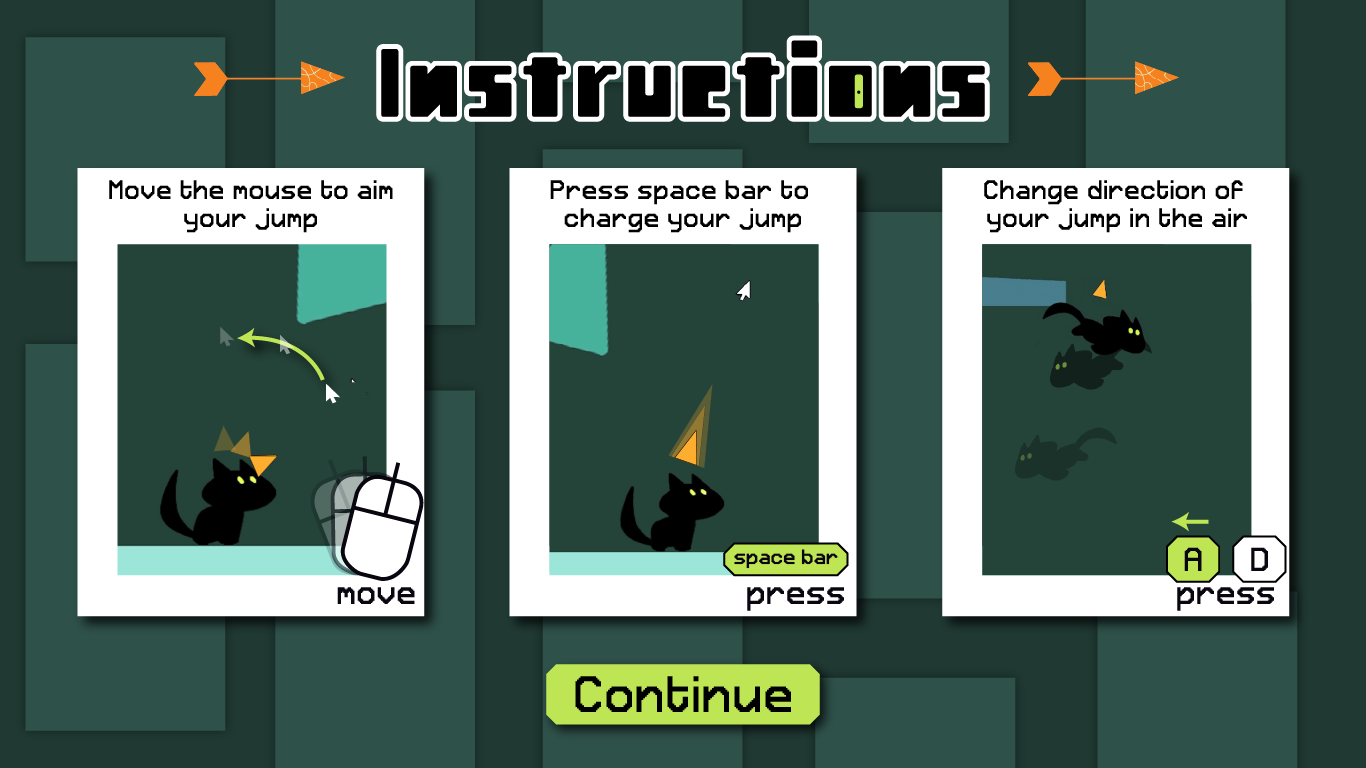 Instructions
Move the mouse to aim
your jump
move
Press space bar to
charge your jump
space bar
press
Change direction of
your jump in the air
A D
press
Continue